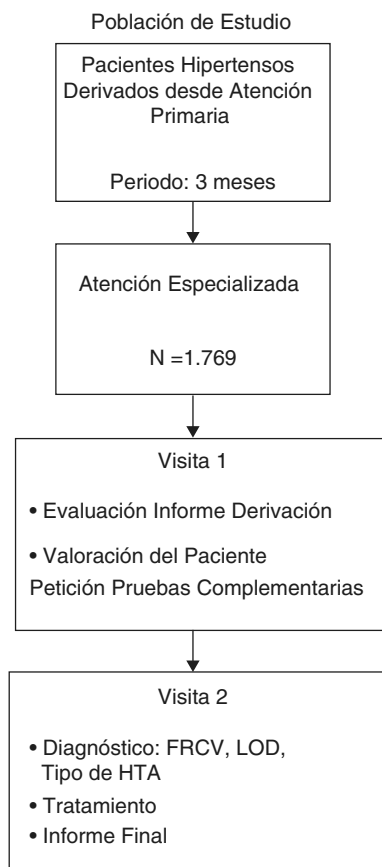 Población de Estudio
Pacientes Hipertensos
Derivados desde Atención
Primaria
Periodo: 3 meses
Atención Especializada
N =1.769
Visita 1
• Evaluación Informe Derivación
• Valoración del Paciente
Petición Pruebas Complementarias
Visita 2
• Diagnóstico: FRCV, LOD,
Tipo de HTA
• Tratamiento
• Informe Final